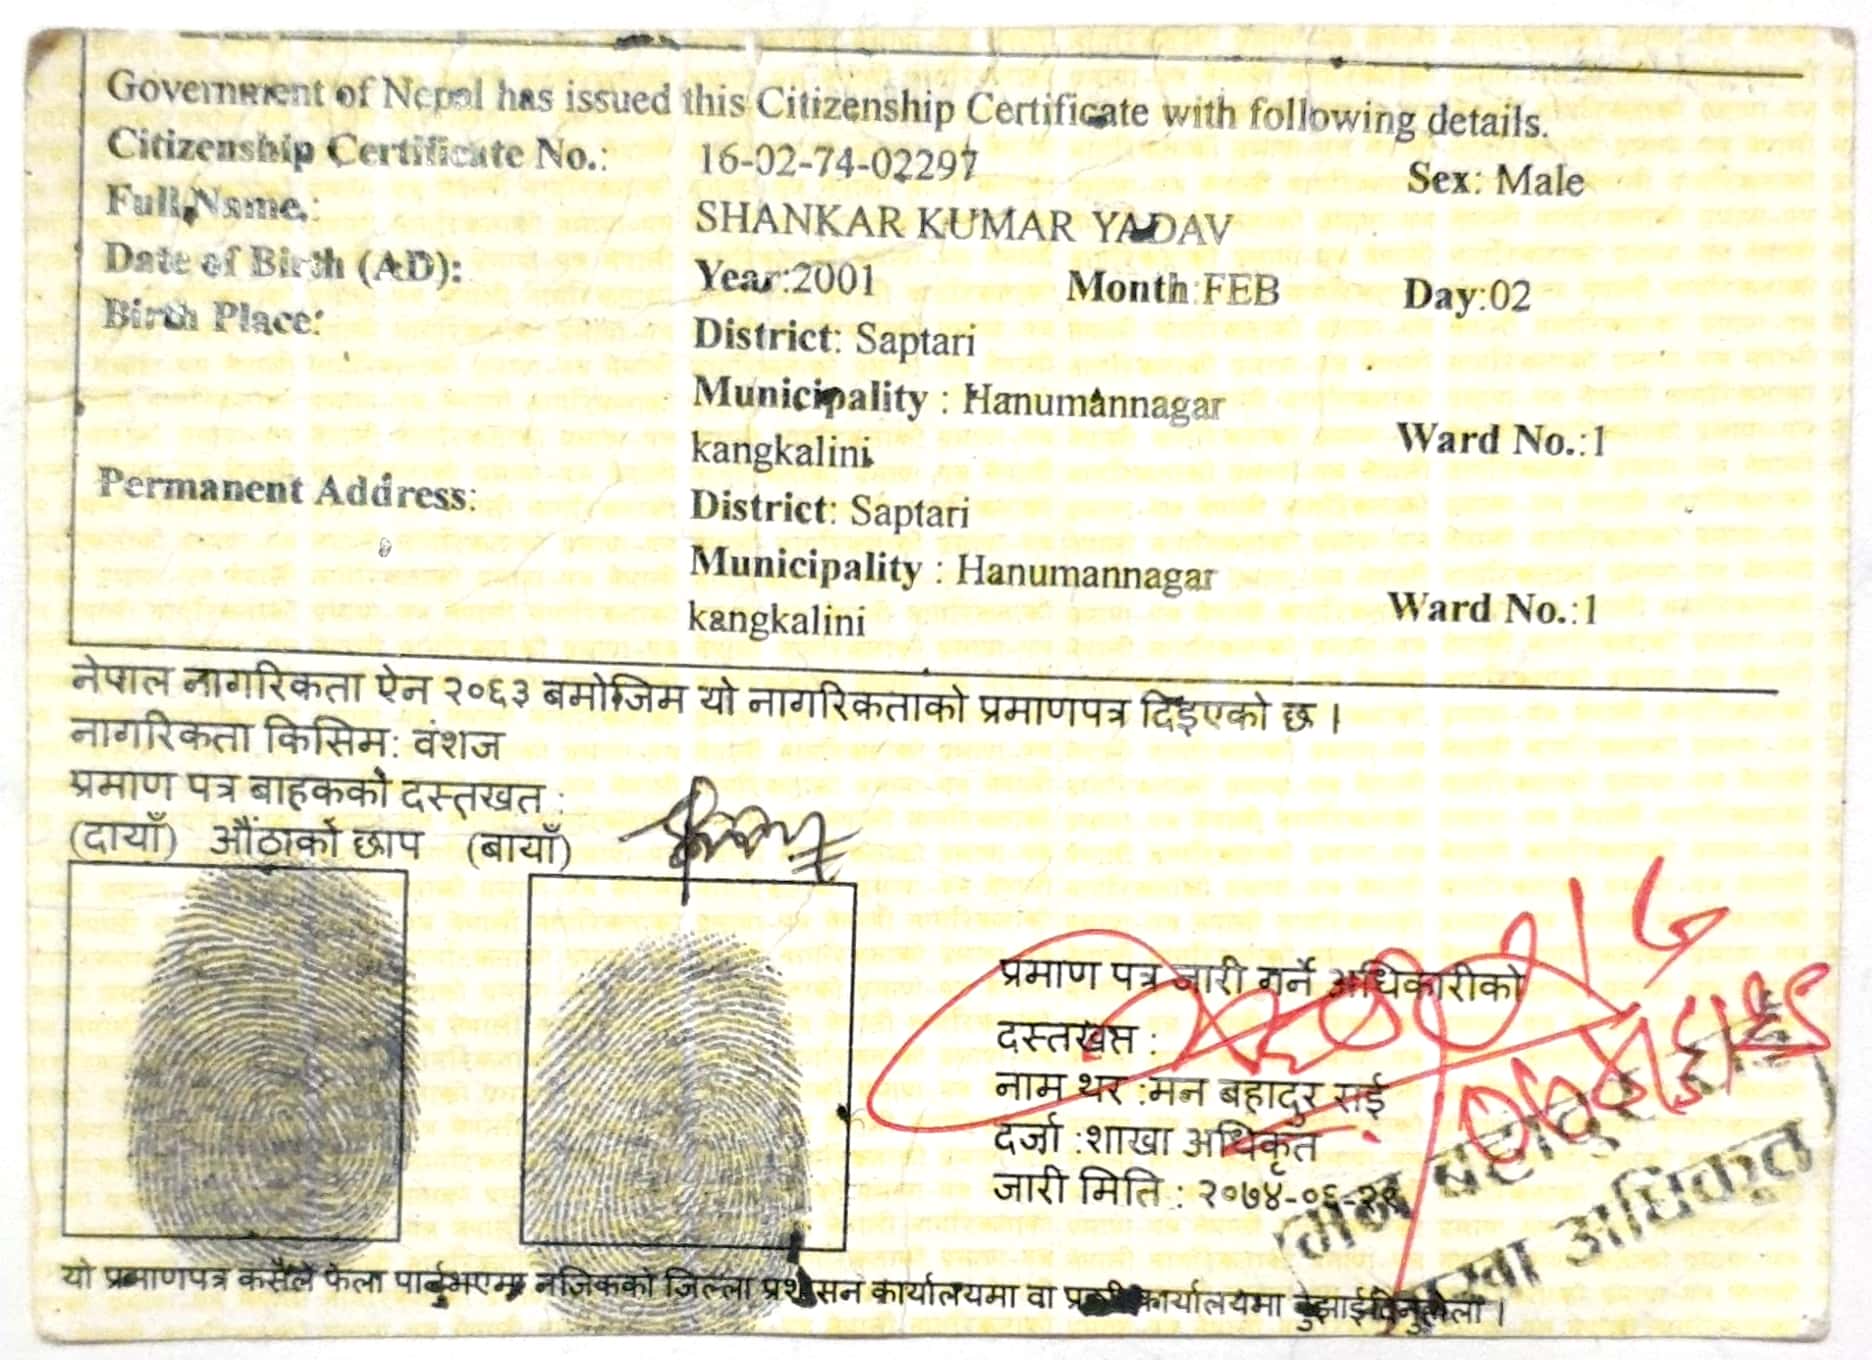 Government of Nepal has issued this Citizenship Certificate with following details.
Citizenship Certificate No.: 16-02-74-02297 Sex: Male
Full Name.: SHANKAR KUMAR YADAV
Date of Birth (AD): Year:2001 Month:FEB Day:02
Birth Place: District: Saptari
Municipality : Hanumannagar
kangkalini Ward No.:1
Permanent Address: District: Saptari
Municipality : Hanumannagar
kangkalini Ward No.:1
नेपाल नागरिकता ऐन २०६३ बमोजिम यो नागरिकताको प्रमाणपत्र दिइएको छ ।
नागरिकता किसिम: वंशज
प्रमाण पत्र बाहकको दस्तखत :
(दायाँ) औंठाको छाप (बायाँ)
प्रमाण पत्र जारी गर्ने अधिकारीको
दस्तखत :
नाम थर :मन बहादुर राई
दर्जा :शाखा अधिकृत
जारी मिति : २०७४-०६-
बहादुर
अधिकृत
यो प्रमाणपत्र कसैले फेला पार्नुभएमा नजिकको जिल्ला प्रशासन कार्यालयमा वा कार्यालयमा बुझाईदिनुहोला ।